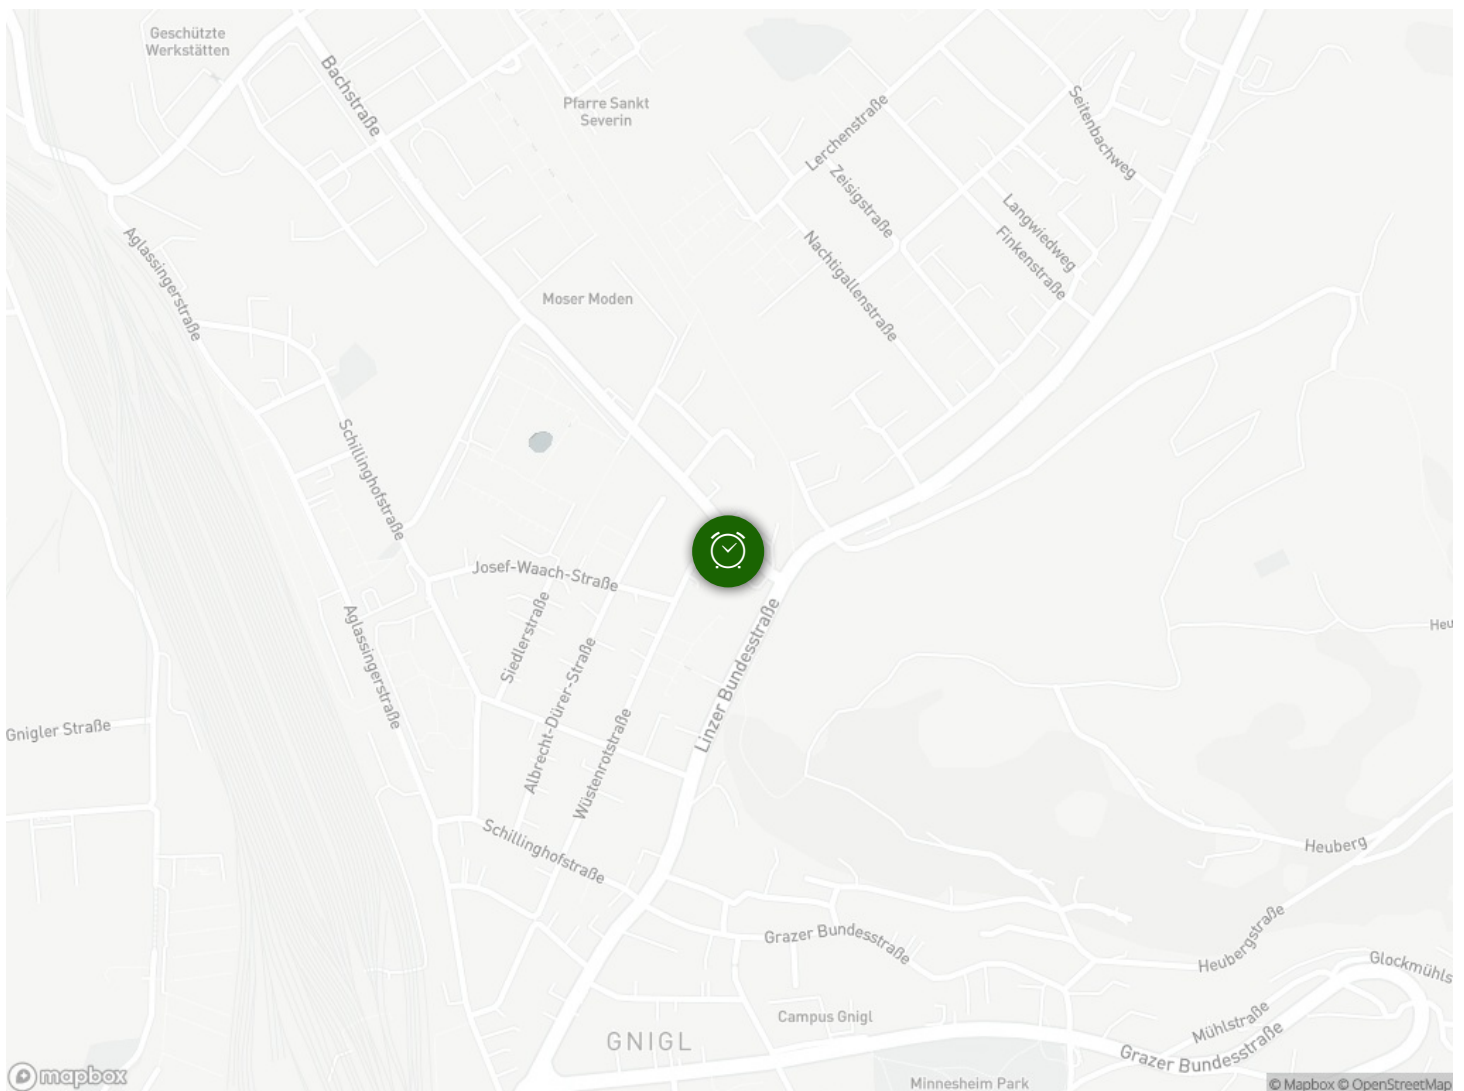 Geschützte
Werkstätten
Bachstraße
Pfarre Sankt
Severin
Lerchenstraße
Seitenbachweg
Zeisigstraße
Langwiedweg
Finkenstraße
Nachtigallenstraße
Aglassingerstraße
Moser Moden
Schillinghofstraße
Josef-Waach-Straße
Siedlerstraße
Aglassingerstraße
Albrecht-Dürer-Straße
Linzer Bundesstraße
Heu
Wüstenrotstraße
Gnigler Straße
Schillinghofstraße
Heuberg
Grazer Bundesstraße
Heubergstraße
Glockmühls
Campus Gnigl
Mühlstraße
GNIGL
Grazer Bundesstraße
Minnesheim Park
mapbox
© Mapbox © OpenStreetMap